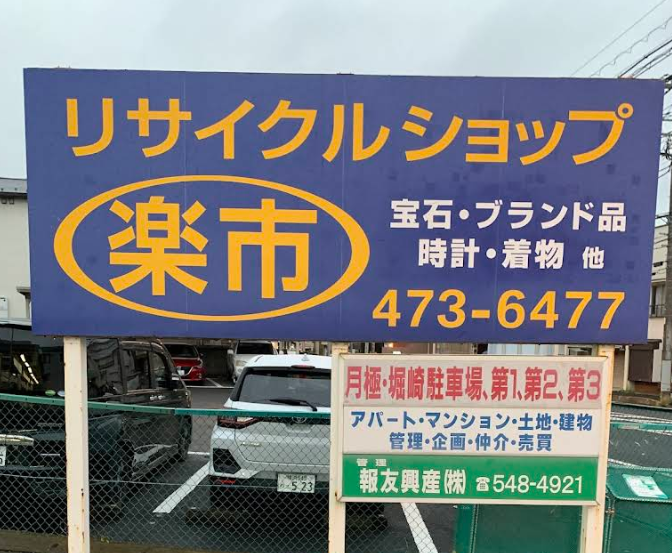 リサイクルショップ
楽市
宝石・ブランド品
時計・着物 他
473-6477
月極・堀崎駐車場、第1、第2、第3
アパート・マンション・土地・建物
管理・企画・仲介・売買
管理
報友興産㈱ ☎548-4921
5 23